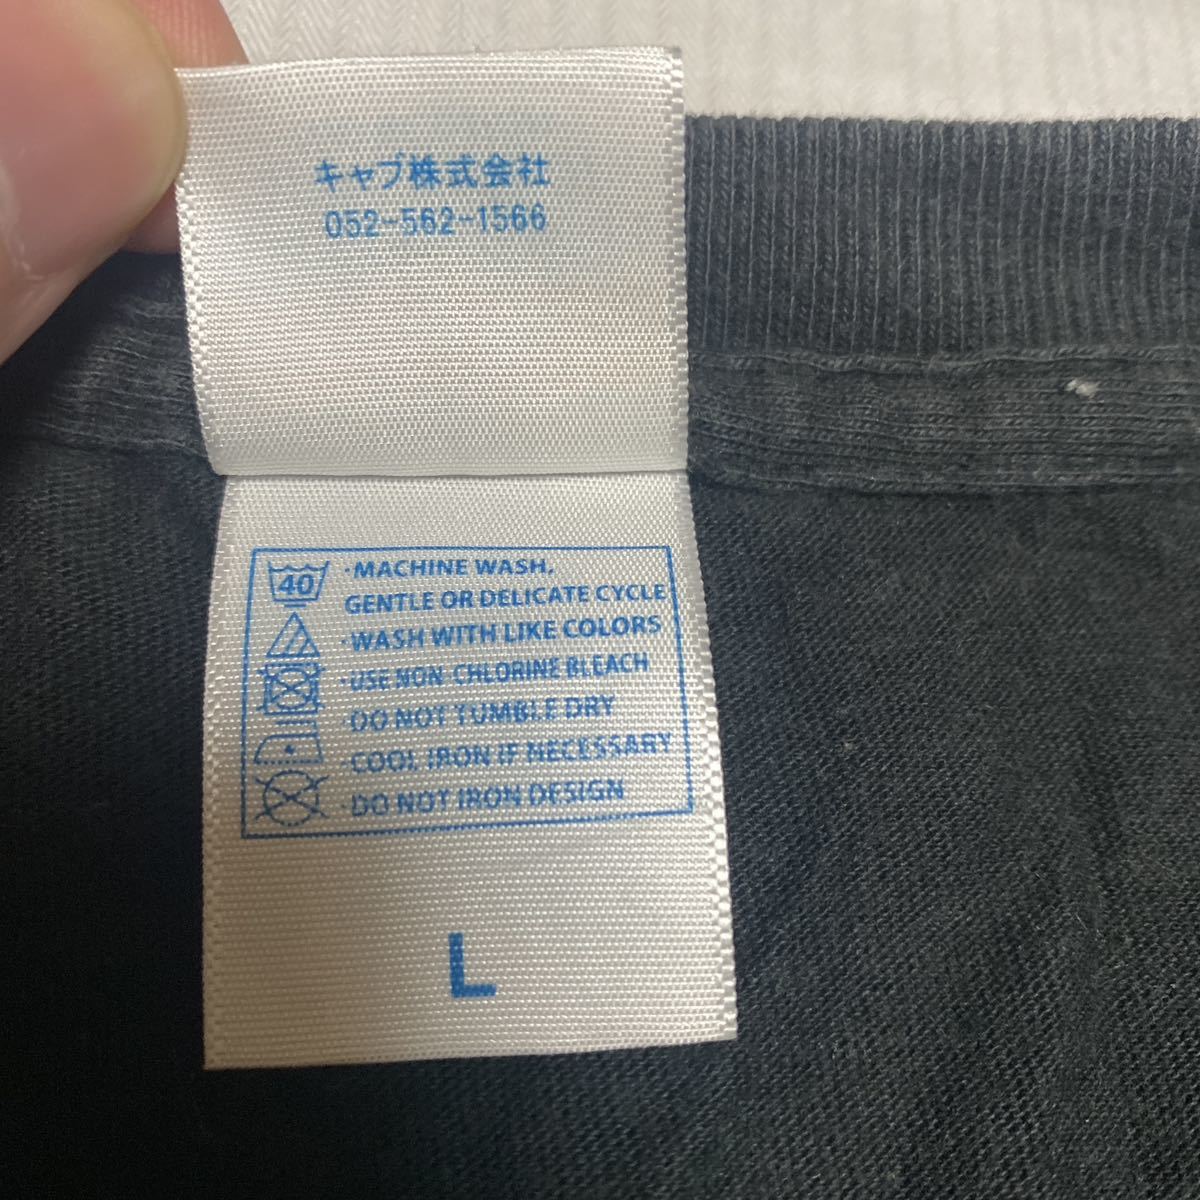 キャブ株式会社
052-562-1566
40
·MACHINE WASH.
GENTLE OR DELICATE CYCLE
·WASH WITH LIKE COLORS
·USE NON-CHLORINE BLEACH
·DO NOT TUMBLE DRY
·COOL IRON IF NECESSARY
·DO NOT IRON DESIGN
L